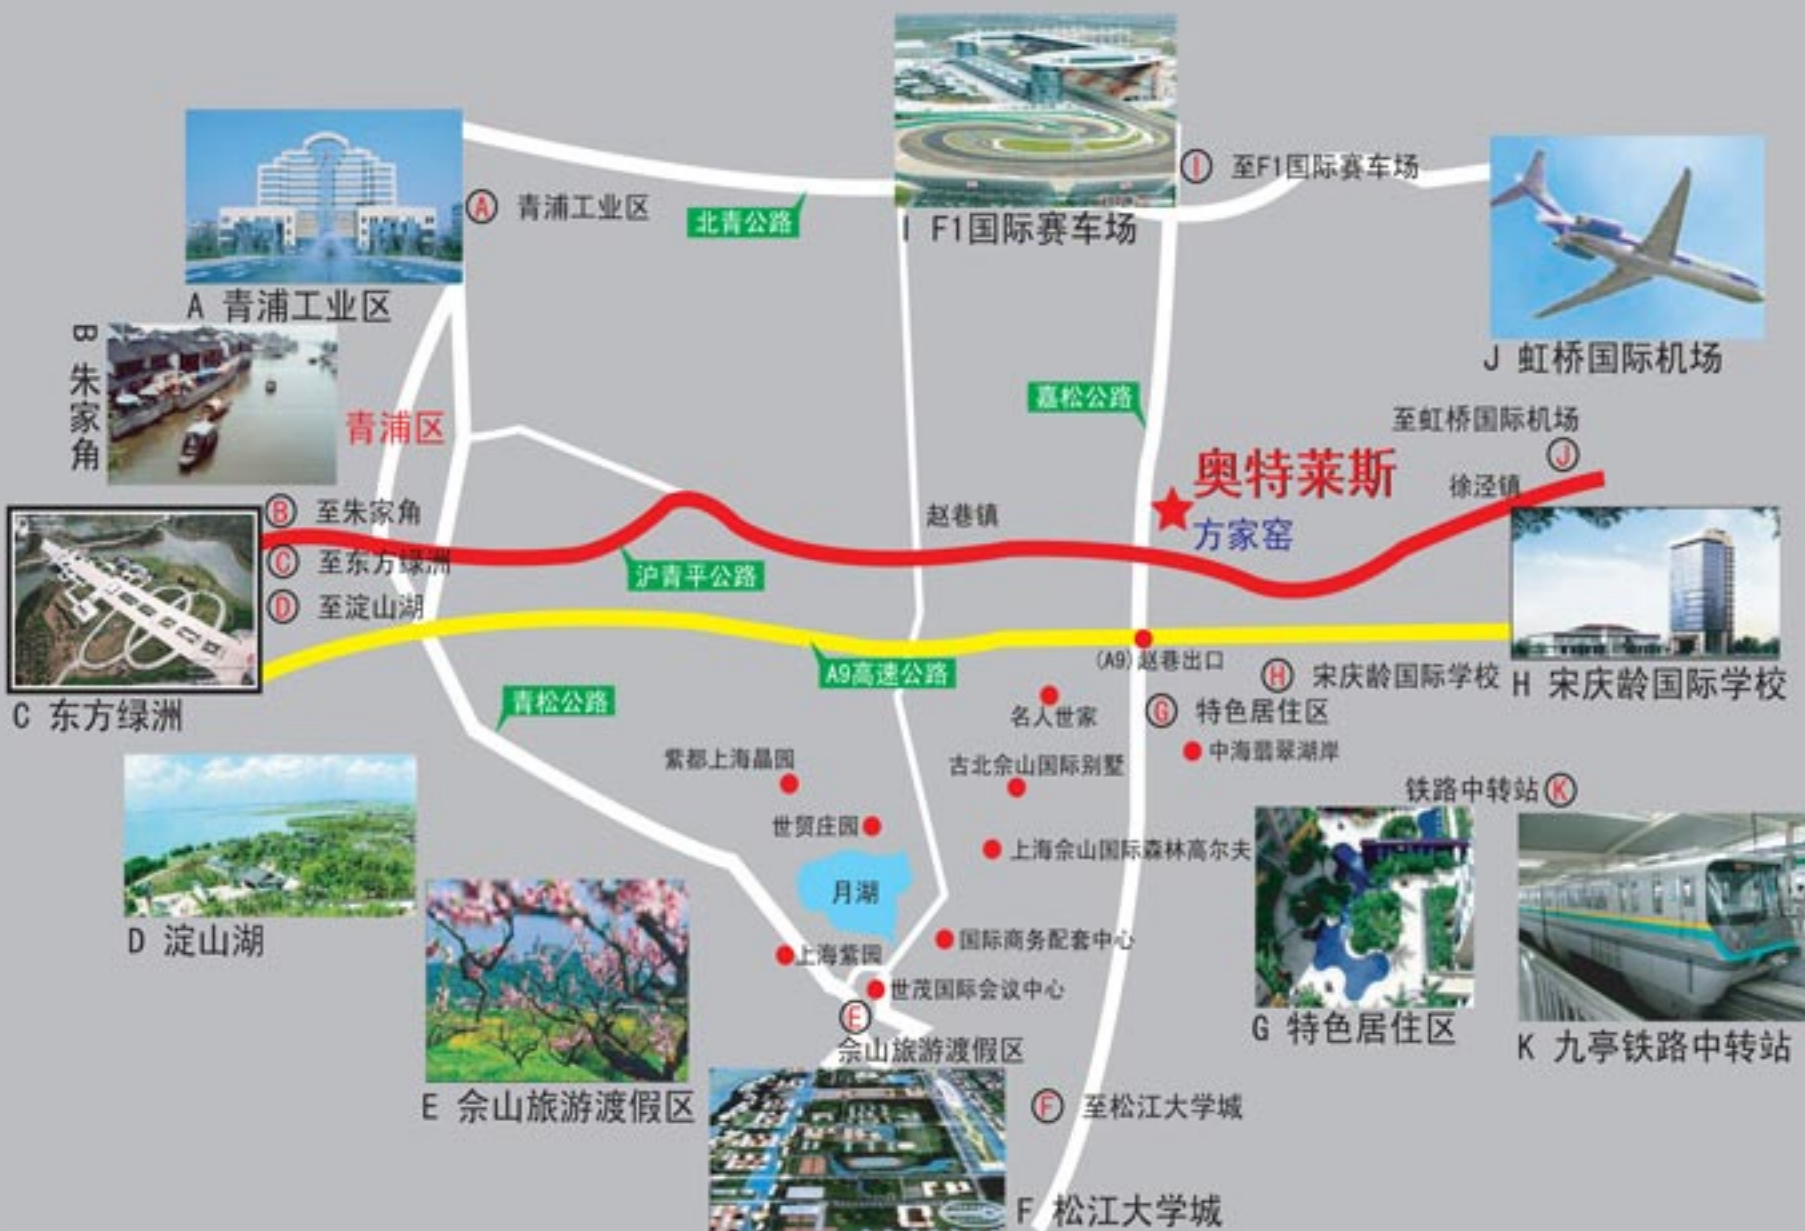 I 至F1国际赛车场
A 青浦工业区
北青公路
I F1国际赛车场
A 青浦工业区
B 朱家角
J 虹桥国际机场
嘉松公路
至虹桥国际机场
J
青浦区
奥特莱斯
徐泾镇
B 至朱家角
赵巷镇
方家窑
C 至东方绿洲
沪青平公路
D 至淀山湖
(A9)赵巷出口
A9高速公路
H 宋庆龄国际学校
H 宋庆龄国际学校
C 东方绿洲
青松公路
名人世家
G 特色居住区
紫都上海晶园
古北佘山国际别墅
中海翡翠湖岸
铁路中转站 K
世贸庄园
上海佘山国际森林高尔夫
月湖
D 淀山湖
上海紫园
国际商务配套中心
世茂国际会议中心
E
佘山旅游渡假区
G 特色居住区
K 九亭铁路中转站
E 佘山旅游渡假区
F 至松江大学城
F 松江大学城